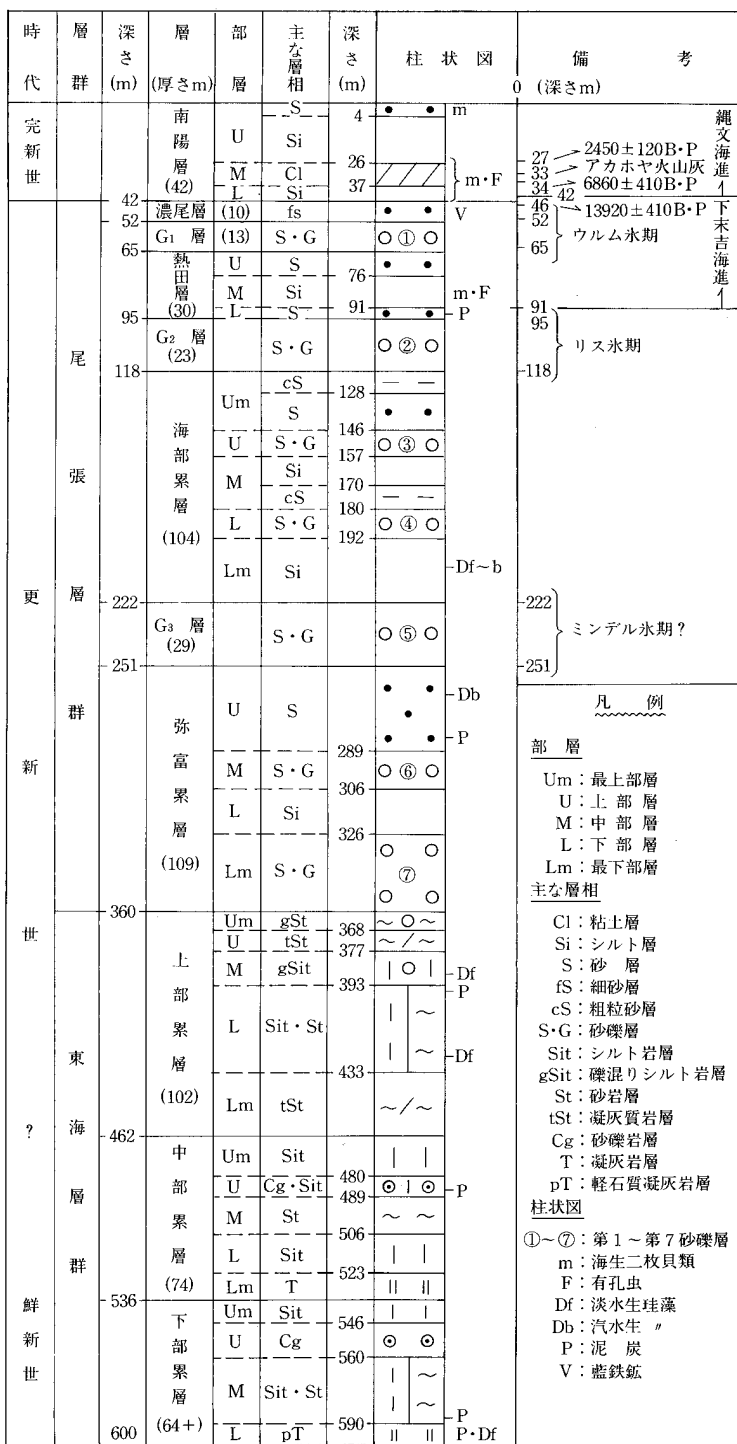 時代 層群 深さ(m) 層(厚さm) 部層 主な層相 深さ(m) 柱状図 備考
0 (深さm)
完新世 南陽層(42) S 4 m
U Si 26
M Cl 37 m・F
L Si 42
27 2450±120B・P
33 アカホヤ火山灰
34 6860±410B・P
42
縄文海進
更新世 尾張層群
42 濃尾層 (10) fs V
46 13920±410B・P
52 G₁ 層 (13) S・G ① 52
ウルム氷期
65 65
下末吉海進
熱田層(30) U S 76
M Si 91 m・F 91
L S P
95 95
G₂ 層(23) S・G ②
リス氷期
118 118
海部累層(104) Um cS 128
S 146
U S・G ③ 157
M Si 170
cS 180
L S・G ④ 192
Lm Si Df~b
222 222
G₃ 層(29) S・G ⑤
ミンデル氷期?
251 251
弥富累層(109) U S Db
P
289
M S・G ⑥ 306
L Si 326
Lm S・G ⑦
360
? 東海層群
上部累層(102) Um gSt 368
U tSt 377
M gSit Df 393
P
L Sit・St Df 433
Lm tSt
462
中部累層(74) Um Sit 480
U Cg・Sit P 489
M St 506
L Sit 523
Lm T
536
鮮新世
下部累層(64+) Um Sit 546
U Cg 560
M Sit・St P 590
600 L pT P・Df
凡例
部層
Um:最上部層
U:上部層
M:中部層
L:下部層
Lm:最下部層
主な層相
Cl:粘土層
Si:シルト層
S:砂層
fS:細砂層
cS:粗粒砂層
S・G:砂礫層
Sit:シルト岩層
gSit:礫混りシルト岩層
St:砂岩層
tSt:凝灰質岩層
Cg:砂礫岩層
T:凝灰岩層
pT:軽石質凝灰岩層
柱状図
①~⑦:第1~第7砂礫層
m:海生二枚貝類
F:有孔虫
Df:淡水生珪藻
Db:汽水生 〃
P:泥炭
V:藍鉄鉱